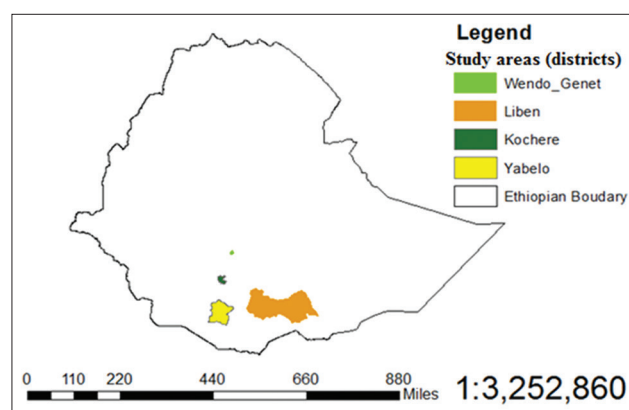 Legend
Study areas (districts)
Wendo_Genet
Liben
Kochere
Yabelo
Ethiopian Boudary
0 110 220 440 660 880
Miles
1:3,252,860